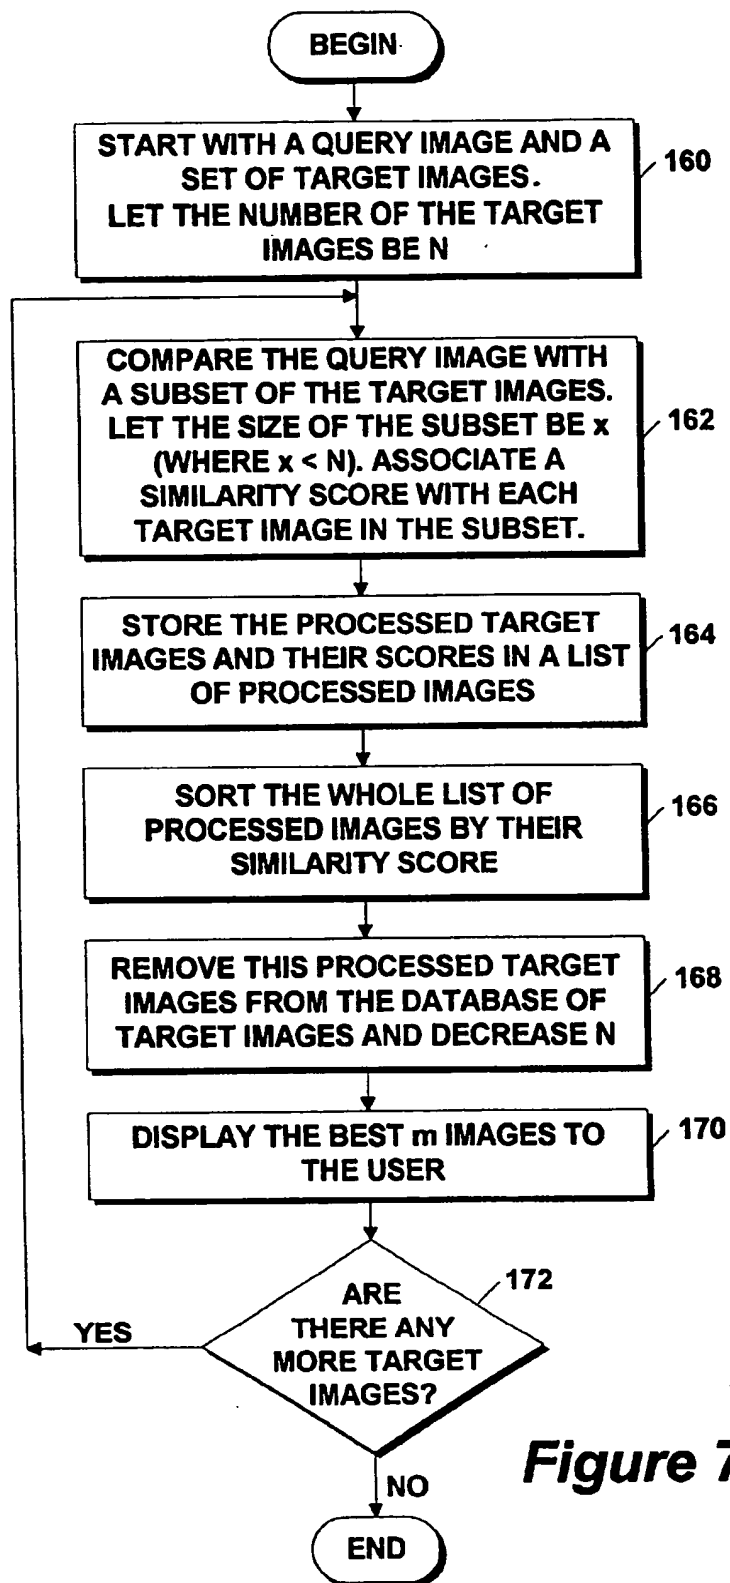 BEGIN
START WITH A QUERY IMAGE AND A
SET OF TARGET IMAGES.
LET THE NUMBER OF THE TARGET
IMAGES BE N
160
COMPARE THE QUERY IMAGE WITH
A SUBSET OF THE TARGET IMAGES.
LET THE SIZE OF THE SUBSET BE x
(WHERE x < N). ASSOCIATE A
SIMILARITY SCORE WITH EACH
TARGET IMAGE IN THE SUBSET.
162
STORE THE PROCESSED TARGET
IMAGES AND THEIR SCORES IN A LIST
OF PROCESSED IMAGES
164
SORT THE WHOLE LIST OF
PROCESSED IMAGES BY THEIR
SIMILARITY SCORE
166
REMOVE THIS PROCESSED TARGET
IMAGES FROM THE DATABASE OF
TARGET IMAGES AND DECREASE N
168
DISPLAY THE BEST m IMAGES TO
THE USER
170
ARE
THERE ANY
MORE TARGET
IMAGES?
172
YES
NO
END
Figure 7